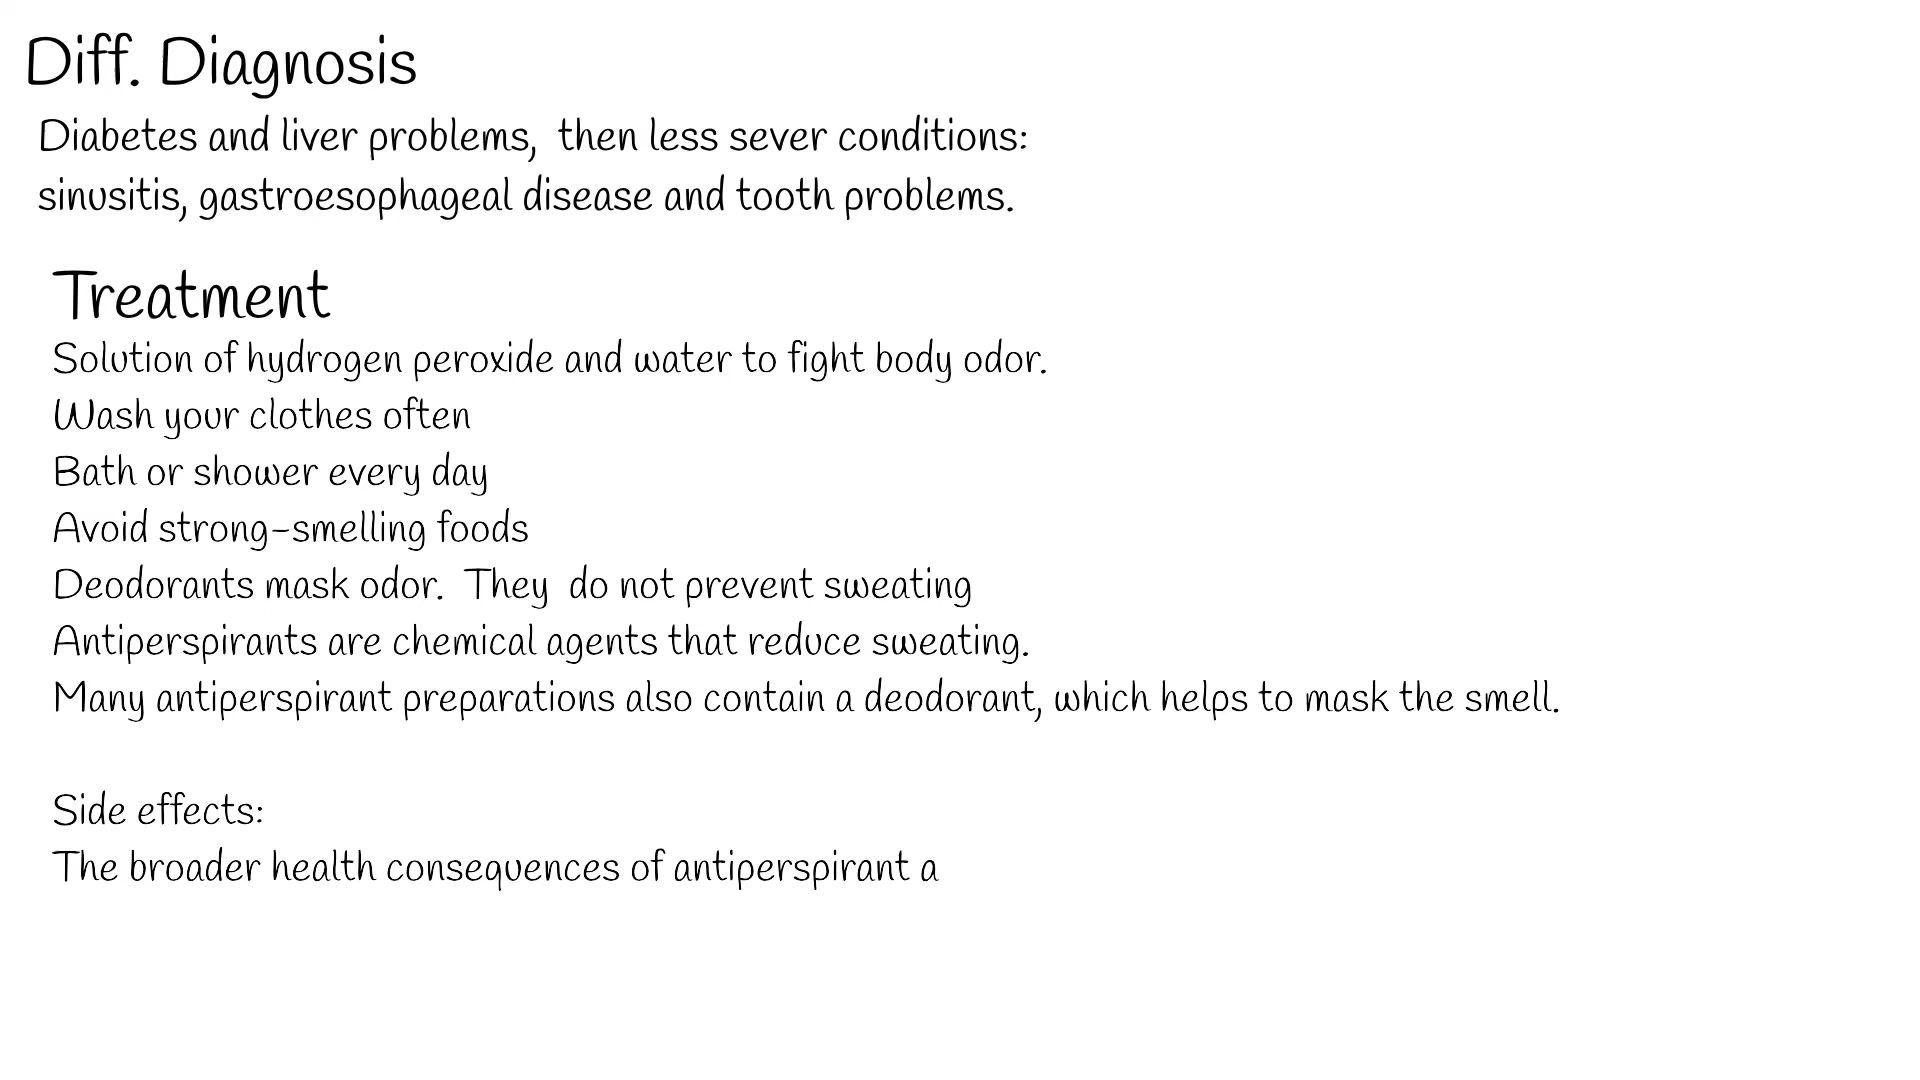 Diff. Diagnosis
Diabetes and liver problems,  then less sever conditions:
sinusitis, gastroesophageal disease and tooth problems.
Treatment
Solution of hydrogen peroxide and water to fight body odor.
Wash your clothes often
Bath or shower every day
Avoid strong-smelling foods
Deodorants mask odor.  They  do not prevent sweating
Antiperspirants are chemical agents that reduce sweating.
Many antiperspirant preparations also contain a deodorant, which helps to mask the smell.
Side effects:
The broader health consequences of antiperspirant a